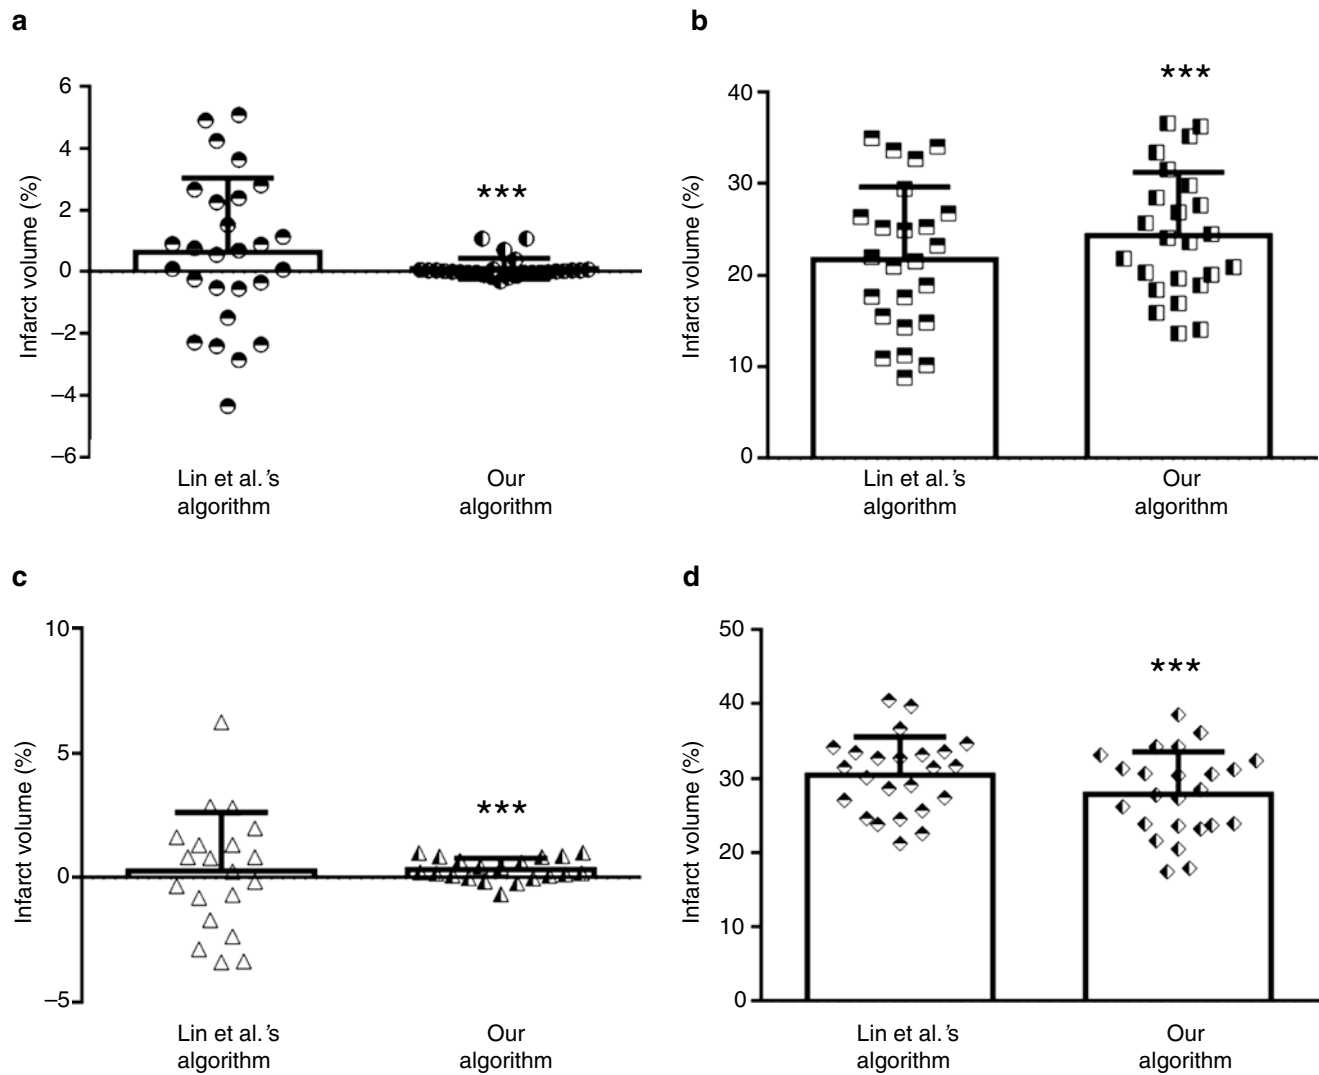 a
Infarct volume (%)
6
4
2
0
–2
–4
–6
***
Lin et al.’s
algorithm
Our
algorithm
b
Infarct volume (%)
40
30
20
10
0
***
Lin et al.’s
algorithm
Our
algorithm
c
Infarct volume (%)
10
5
0
–5
***
Lin et al.’s
algorithm
Our
algorithm
d
Infarct volume (%)
50
40
30
20
10
0
***
Lin et al.’s
algorithm
Our
algorithm